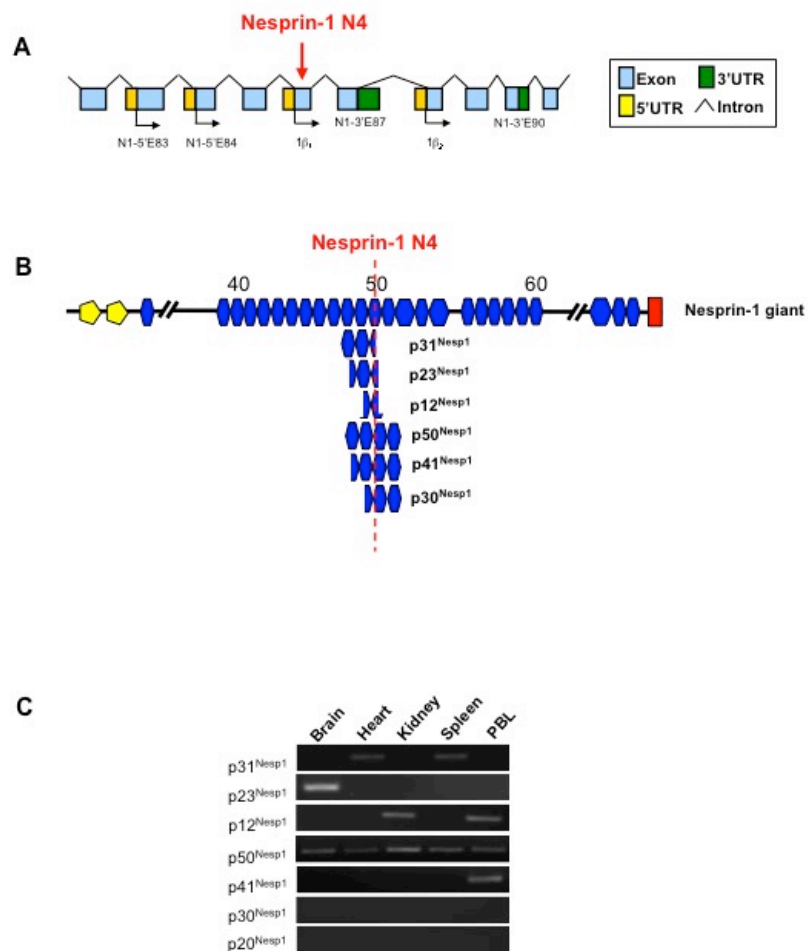 Nesprin-1 N4
A
Exon
3'UTR
5'UTR
Intron
N1-5'E83
N1-5'E84
1β₁
N1-3'E87
1β₂
N1-3'E90
Nesprin-1 N4
B
40
50
60
Nesprin-1 giant
p31Nesp1
p23Nesp1
p12Nesp1
p50Nesp1
p41Nesp1
p30Nesp1
C
Brain Heart Kidney Spleen PBL
p31Nesp1
p23Nesp1
p12Nesp1
p50Nesp1
p41Nesp1
p30Nesp1
p20Nesp1